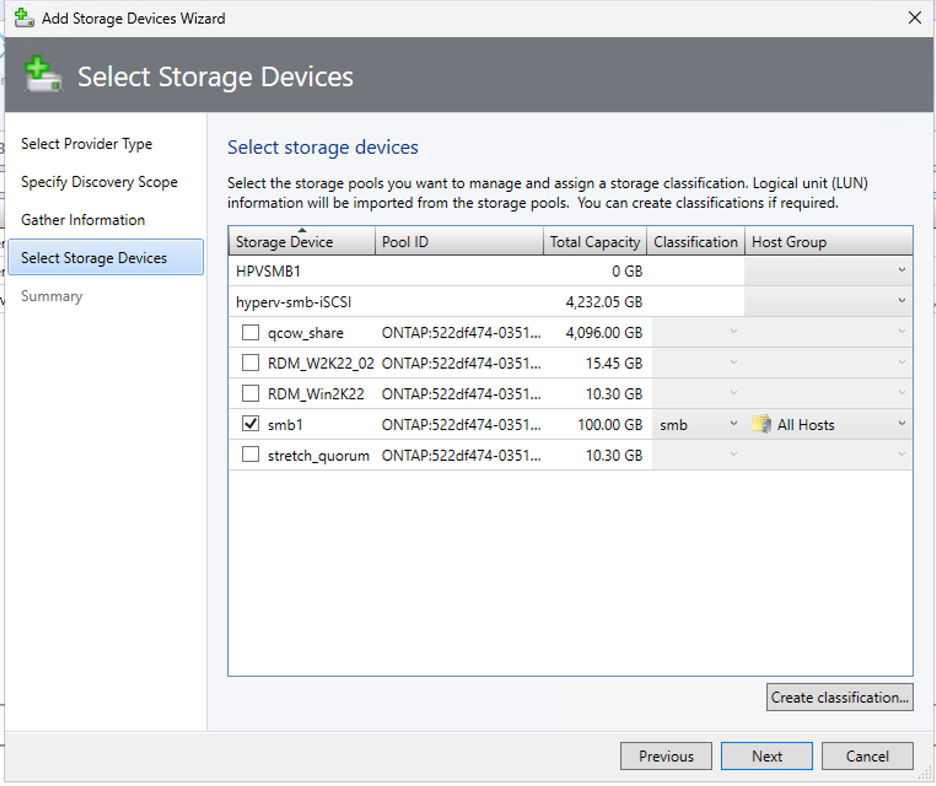 Add Storage Devices Wizard
Select Storage Devices
Select Provider Type
Specify Discovery Scope
Gather Information
Select Storage Devices
Summary
Select storage devices
Select the storage pools you want to manage and assign a storage classification. Logical unit (LUN)
information will be imported from the storage pools.  You can create classifications if required.
Storage Device Pool ID Total Capacity Classification Host Group
HPVSMB1 0 GB
hyperv-smb-iSCSI 4,232.05 GB
qcow_share ONTAP:522df474-0351... 4,096.00 GB
RDM_W2K22_02 ONTAP:522df474-0351... 15.45 GB
RDM_Win2K22 ONTAP:522df474-0351... 10.30 GB
smb1 ONTAP:522df474-0351... 100.00 GB smb All Hosts
stretch_quorum ONTAP:522df474-0351... 10.30 GB
Create classification...
Previous Next Cancel